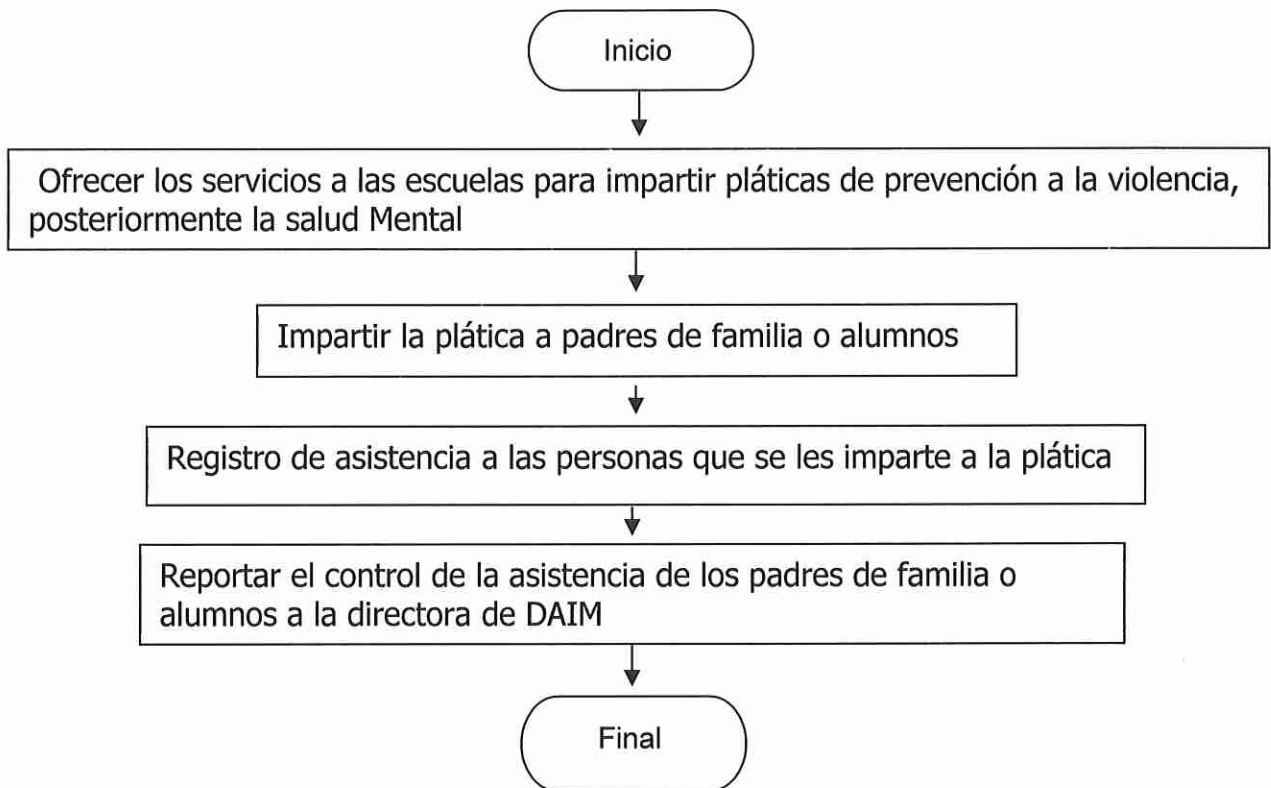 Inicio
Ofrecer los servicios a las escuelas para impartir pláticas de prevención a la violencia,
posteriormente la salud Mental
Impartir la plática a padres de familia o alumnos
Registro de asistencia a las personas que se les imparte a la plática
Reportar el control de la asistencia de los padres de familia o
alumnos a la directora de DAIM
Final